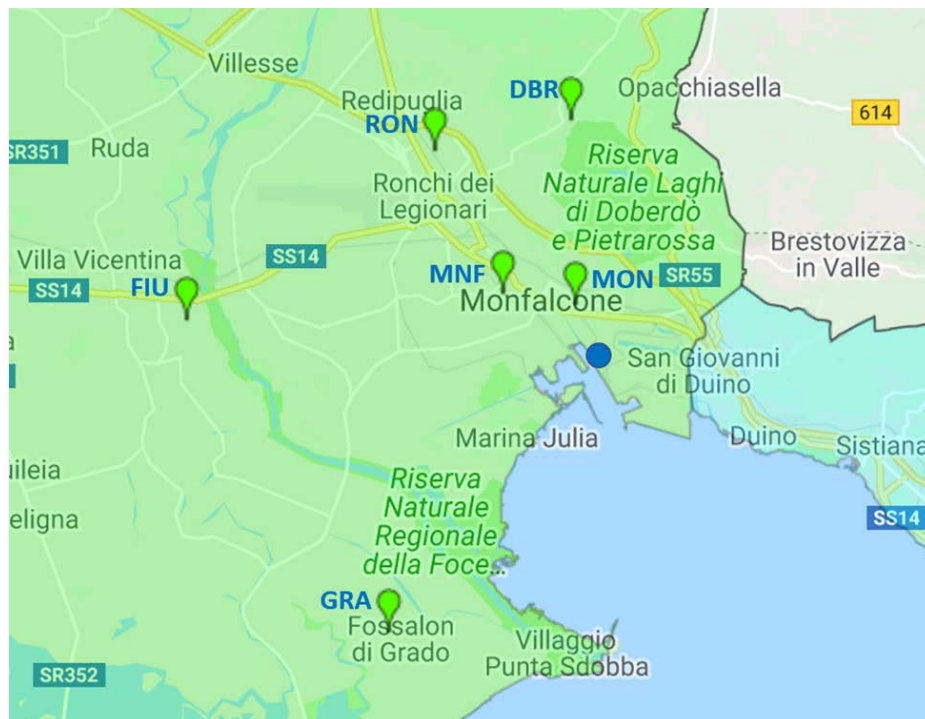 Villesse
DBR
Opacchiasella
Redipuglia
RON
614
SR351
Ruda
Riserva
Naturale Laghi
di Doberdò
e Pietrarossa
Ronchi dei
Legionari
SS14
Villa Vicentina
SS14
FIU
MNF
MON
SR55
Monfalcone
Brestovizza
in Valle
San Giovanni
di Duino
Marina Julia
Duino
Sistiana
SS14
uileia
eligna
Riserva
Naturale
Regionale
della Foce...
GRA
Fossalon
di Grado
Villaggio
Punta Sdobba
SR352